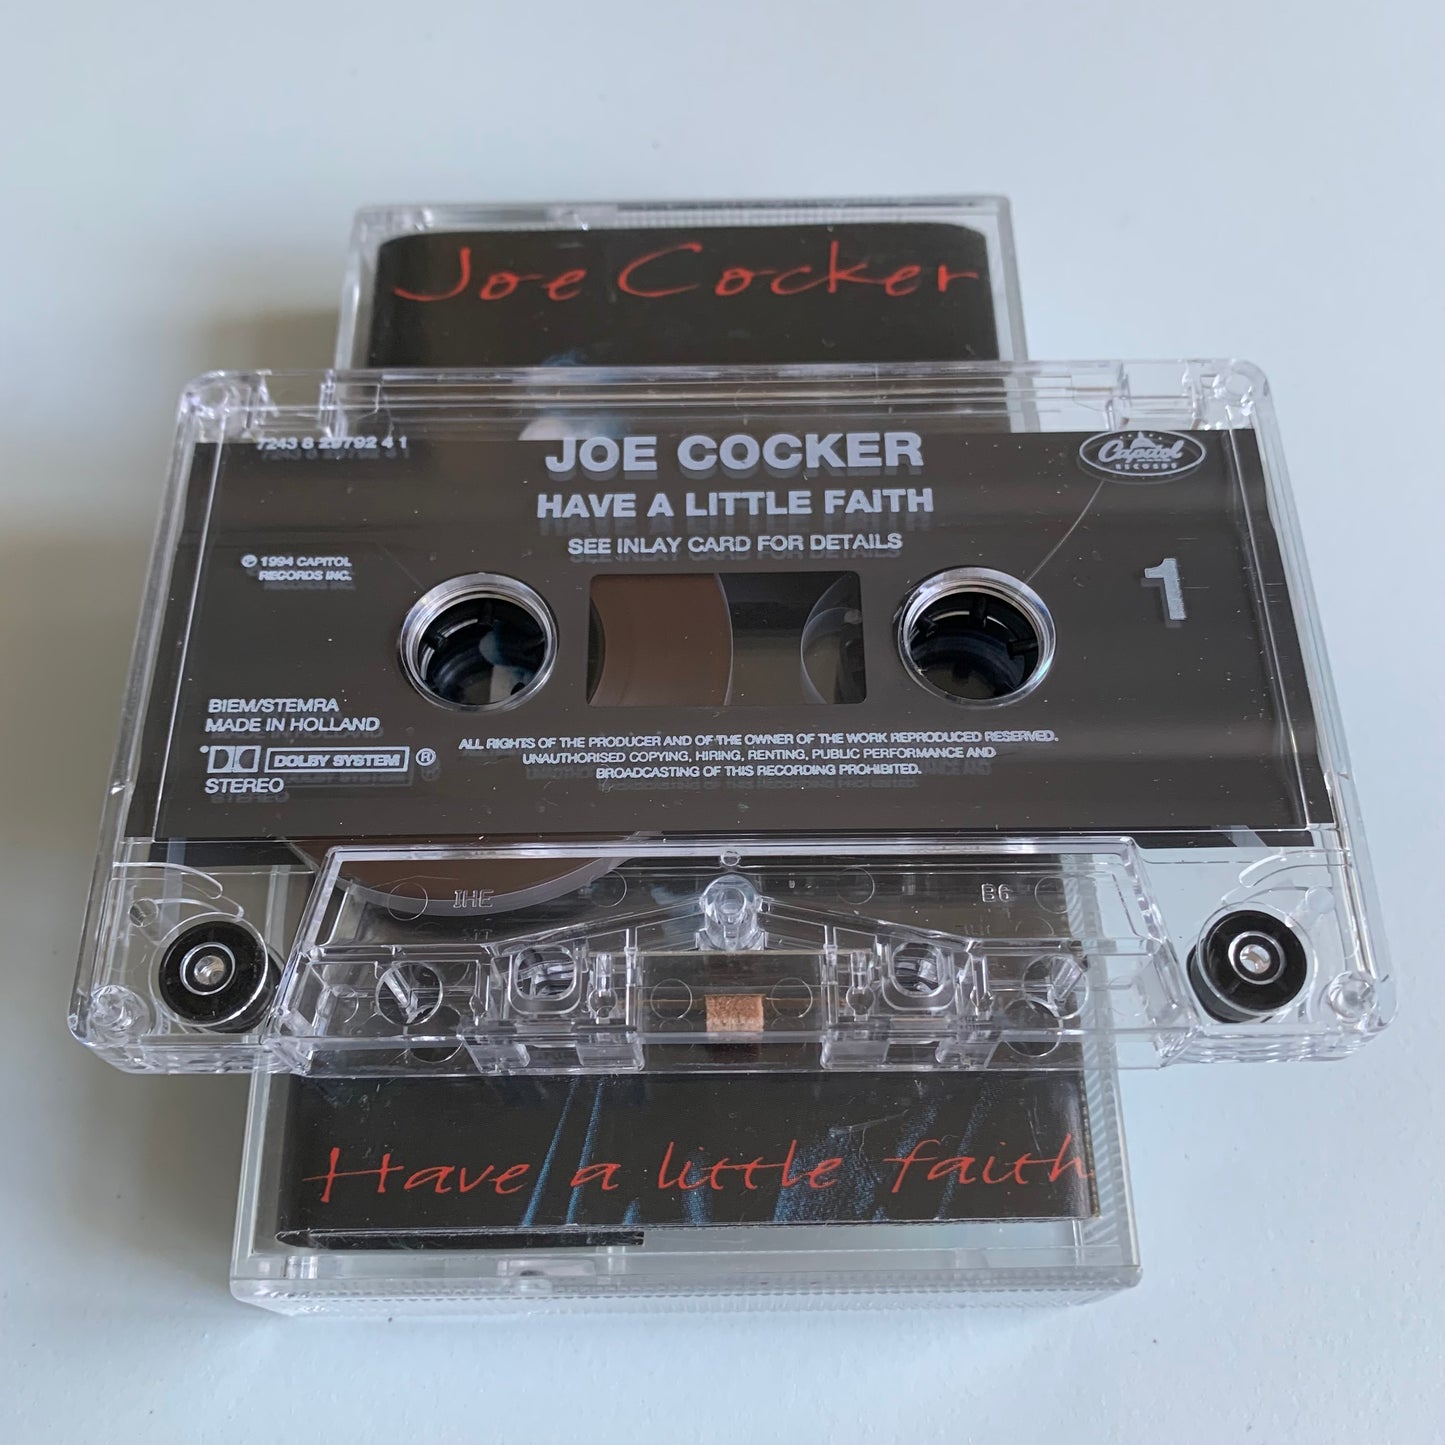 Joe Cocker
7243 8 29792 4 1
JOE COCKER
HAVE A LITTLE FAITH
SEE INLAY CARD FOR DETAILS
Capitol
RECORDS
℗ 1994 CAPITOL
RECORDS INC.
1
BIEM/STEMRA
MADE IN HOLLAND
DOLBY SYSTEM ®
STEREO
ALL RIGHTS OF THE PRODUCER AND OF THE OWNER OF THE WORK REPRODUCED RESERVED.
UNAUTHORISED COPYING, HIRING, RENTING, PUBLIC PERFORMANCE AND
BROADCASTING OF THIS RECORDING PROHIBITED.
IHE
B6
Have a little faith